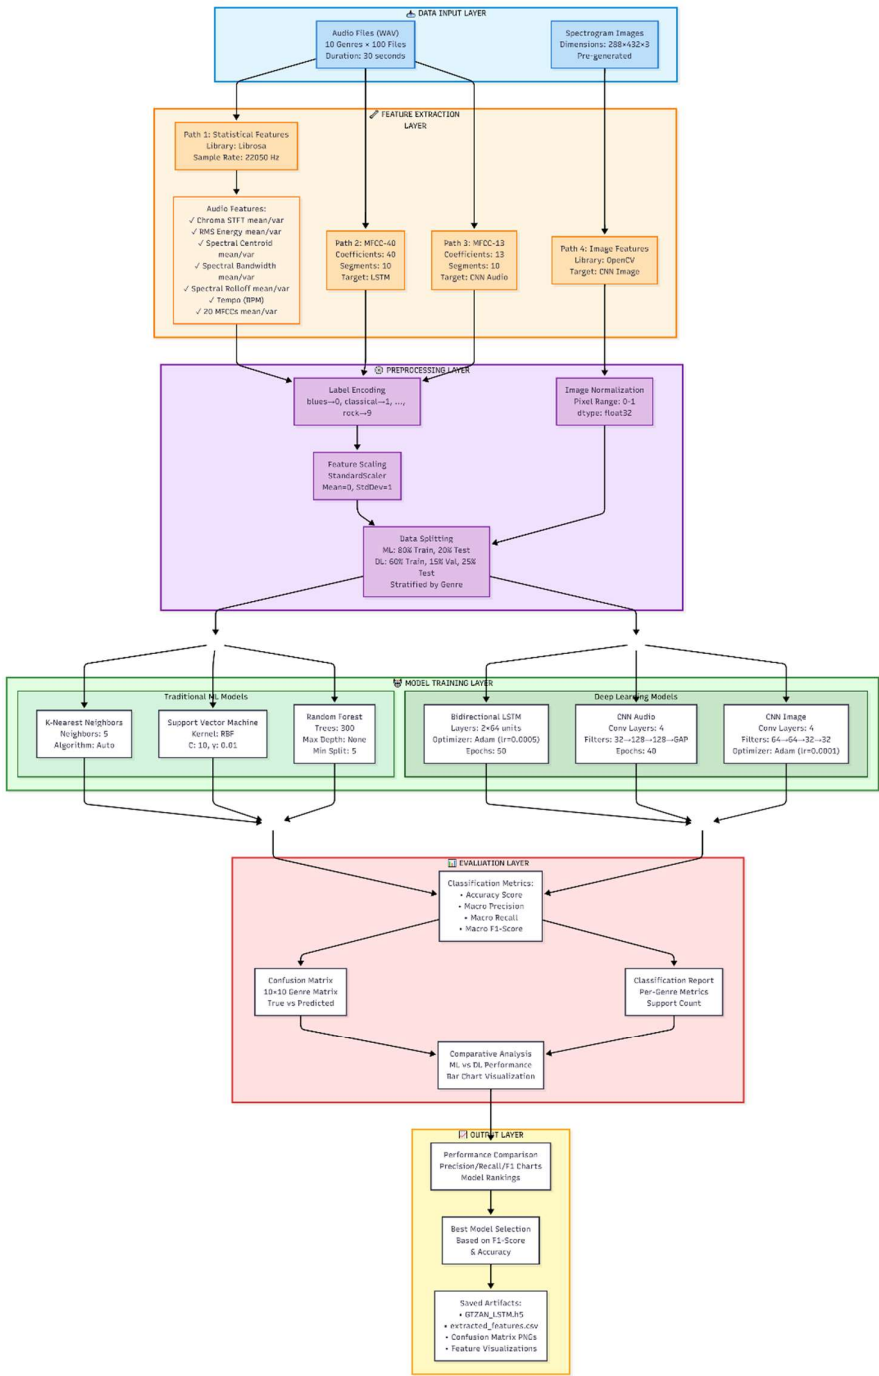 DATA INPUT LAYER
Audio Files (WAV)
10 Genres × 100 Files
Duration: 30 seconds
Spectrogram Images
Dimensions: 288×432×3
Pre-generated
FEATURE EXTRACTION
LAYER
Path 1: Statistical Features
Library: Librosa
Sample Rate: 22050 Hz
Audio Features:
✓ Chroma STFT mean/var
✓ RMS Energy mean/var
✓ Spectral Centroid
mean/var
✓ Spectral Bandwidth
mean/var
✓ Spectral Rolloff mean/var
✓ Tempo (BPM)
✓ 20 MFCCs mean/var
Path 2: MFCC-40
Coefficients: 40
Segments: 10
Target: LSTM
Path 3: MFCC-13
Coefficients: 13
Segments: 10
Target: CNN Audio
Path 4: Image Features
Library: OpenCV
Target: CNN Image
PREPROCESSING LAYER
Label Encoding
blues→0, classical→1, ...,
rock→9
Image Normalization
Pixel Range: 0-1
dtype: float32
Feature Scaling
StandardScaler
Mean=0, StdDev=1
Data Splitting
ML: 80% Train, 20% Test
DL: 60% Train, 15% Val, 25%
Test
Stratified by Genre
MODEL TRAINING LAYER
Traditional ML Models
K-Nearest Neighbors
Neighbors: 5
Algorithm: Auto
Support Vector Machine
Kernel: RBF
C: 10, γ: 0.01
Random Forest
Trees: 300
Max Depth: None
Min Split: 5
Deep Learning Models
Bidirectional LSTM
Layers: 2×64 units
Optimizer: Adam (lr=0.0005)
Epochs: 50
CNN Audio
Conv Layers: 4
Filters: 32→128→128→GAP
Epochs: 40
CNN Image
Conv Layers: 4
Filters: 64→64→32→32
Optimizer: Adam (lr=0.0001)
EVALUATION LAYER
Classification Metrics:
• Accuracy Score
• Macro Precision
• Macro Recall
• Macro F1-Score
Confusion Matrix
10×10 Genre Matrix
True vs Predicted
Classification Report
Per-Genre Metrics
Support Count
Comparative Analysis
ML vs DL Performance
Bar Chart Visualization
OUTPUT LAYER
Performance Comparison
Precision/Recall/F1 Charts
Model Rankings
Best Model Selection
Based on F1-Score
& Accuracy
Saved Artifacts:
• GTZAN_LSTM.h5
• extracted_features.csv
• Confusion Matrix PNGs
• Feature Visualizations